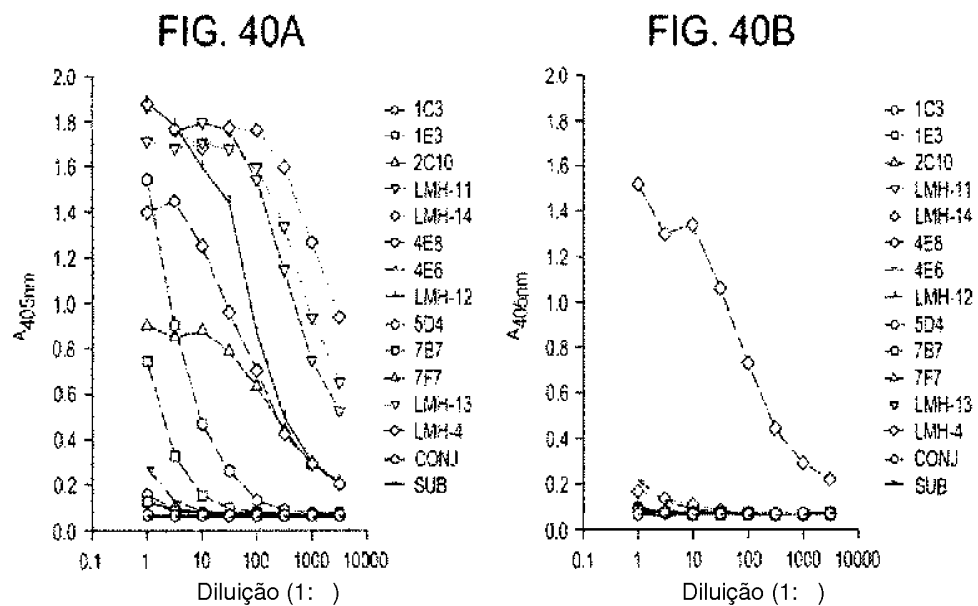 FIG. 40A
2.0
1.8
1.6
1.4
1.2
1.0
0.8
0.6
0.4
0.2
0.0
A405nm
0.1 1 10 100 1000 10000
Diluição (1: )
1C3
1E3
2C10
LMH-11
LMH-14
4E8
4E6
LMH-12
5D4
7B7
7F7
LMH-13
LMH-4
CONJ
SUB
FIG. 40B
2.0
1.8
1.6
1.4
1.2
1.0
0.8
0.6
0.4
0.2
0.0
A405nm
0.1 1 10 100 1000 10000
Diluição (1: )
1C3
1E3
2C10
LMH-11
LMH-14
4E8
4E6
LMH-12
5D4
7B7
7F7
LMH-13
LMH-4
CONJ
SUB